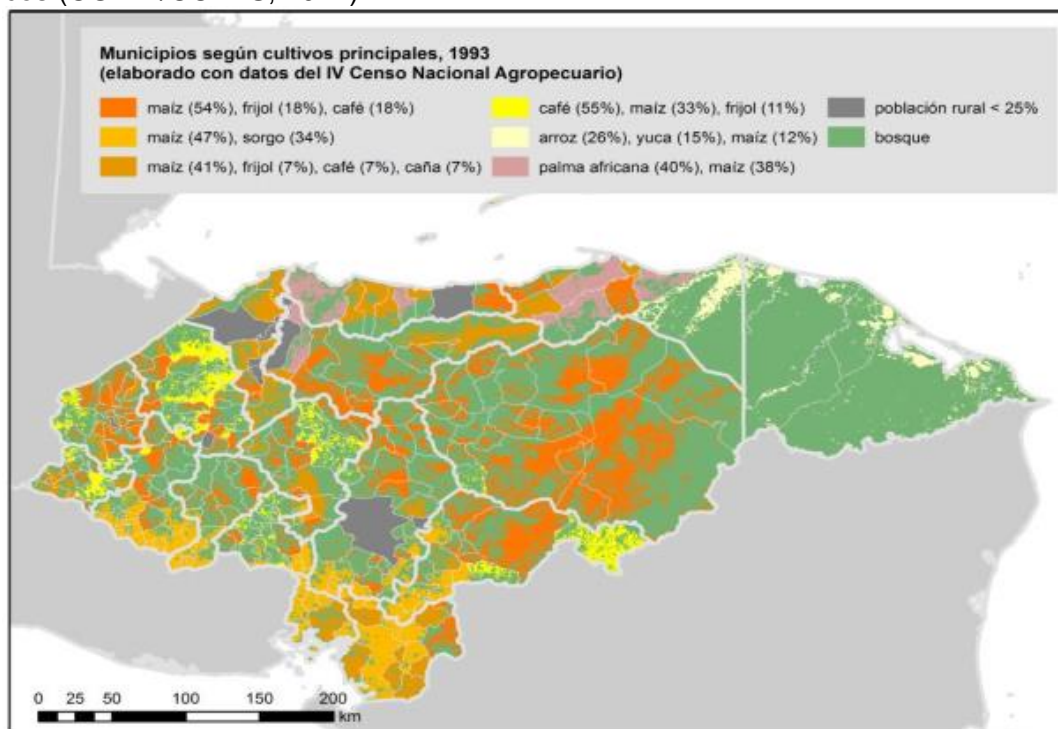 Municipios según cultivos principales, 1993
(elaborado con datos del IV Censo Nacional Agropecuario)
maíz (54%), frijol (18%), café (18%)
maíz (47%), sorgo (34%)
maíz (41%), frijol (7%), café (7%), caña (7%)
café (55%), maíz (33%), frijol (11%)
arroz (26%), yuca (15%), maíz (12%)
palma africana (40%), maíz (38%)
población rural < 25%
bosque
0 25 50 100 150 200
km